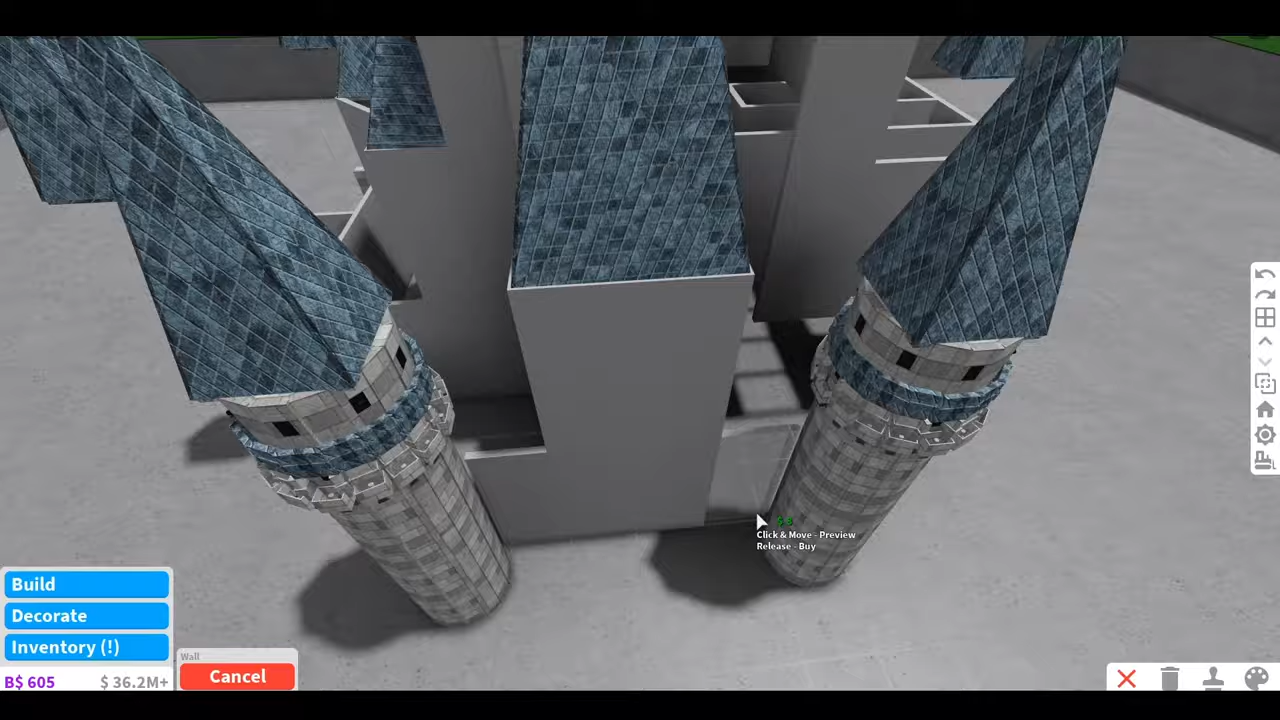 Click & Move - Preview
Release - Buy
Build
Decorate
Inventory (!)
B$ 605
$ 36.2M+
Wall
Cancel